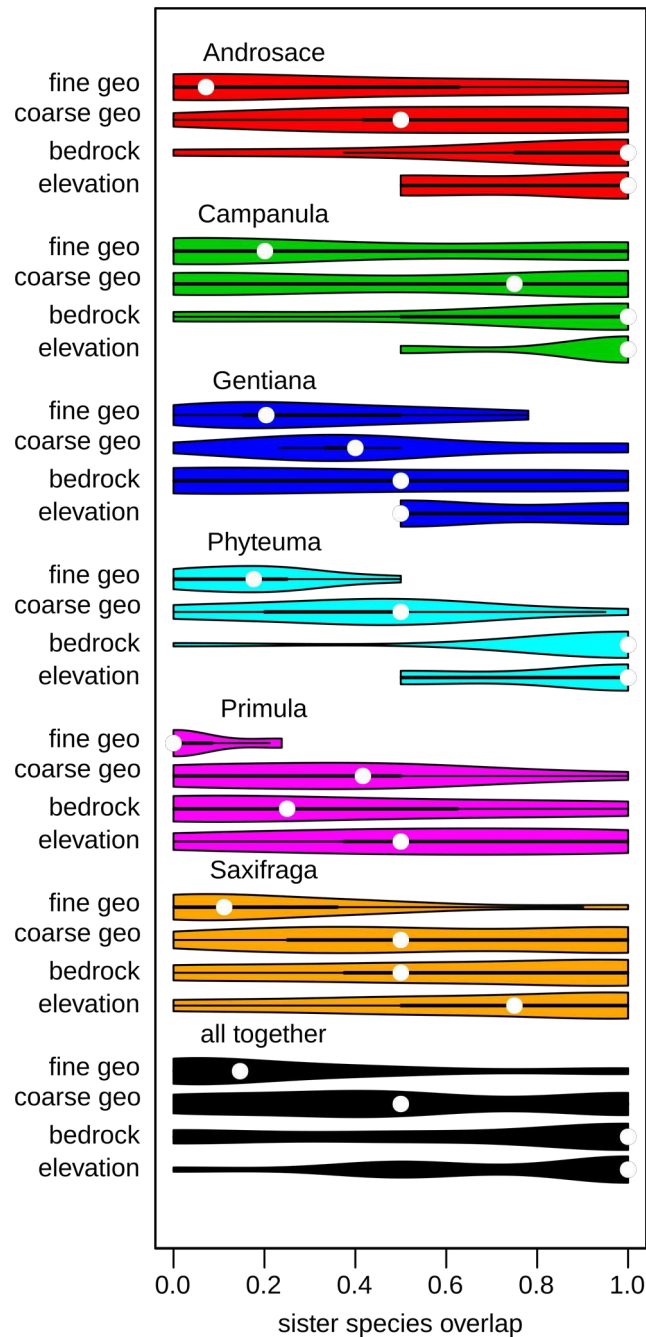 Androsace
fine geo
coarse geo
bedrock
elevation
Campanula
fine geo
coarse geo
bedrock
elevation
Gentiana
fine geo
coarse geo
bedrock
elevation
Phyteuma
fine geo
coarse geo
bedrock
elevation
Primula
fine geo
coarse geo
bedrock
elevation
Saxifraga
fine geo
coarse geo
bedrock
elevation
all together
fine geo
coarse geo
bedrock
elevation
0.0 0.2 0.4 0.6 0.8 1.0
sister species overlap